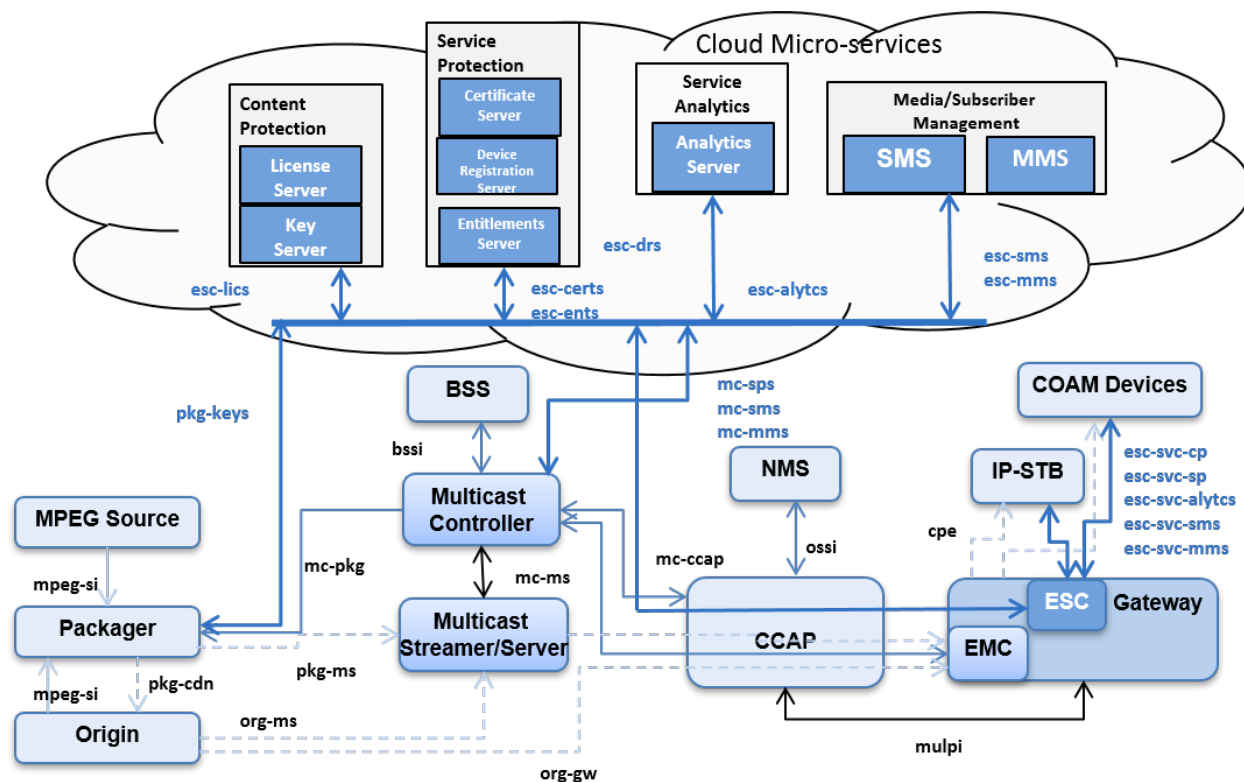 Cloud Micro-services
Content
Protection
License
Server
Key
Server
Service
Protection
Certificate
Server
Device
Registration
Server
Entitlements
Server
Service
Analytics
Analytics
Server
Media/Subscriber
Management
SMS
MMS
esc-lics
esc-certs
esc-ents
esc-drs
esc-alytcs
esc-sms
esc-mms
pkg-keys
BSS
bssi
mc-sps
mc-sms
mc-mms
COAM Devices
NMS
IP-STB
esc-svc-cp
esc-svc-sp
esc-svc-alytcs
esc-svc-sms
esc-svc-mms
MPEG Source
Multicast
Controller
cpe
ossi
mpeg-si
mc-pkg
mc-ms
mc-ccap
Packager
Multicast
Streamer/Server
CCAP
ESC
Gateway
EMC
mpeg-si
pkg-cdn
pkg-ms
Origin
org-ms
org-gw
mulpi